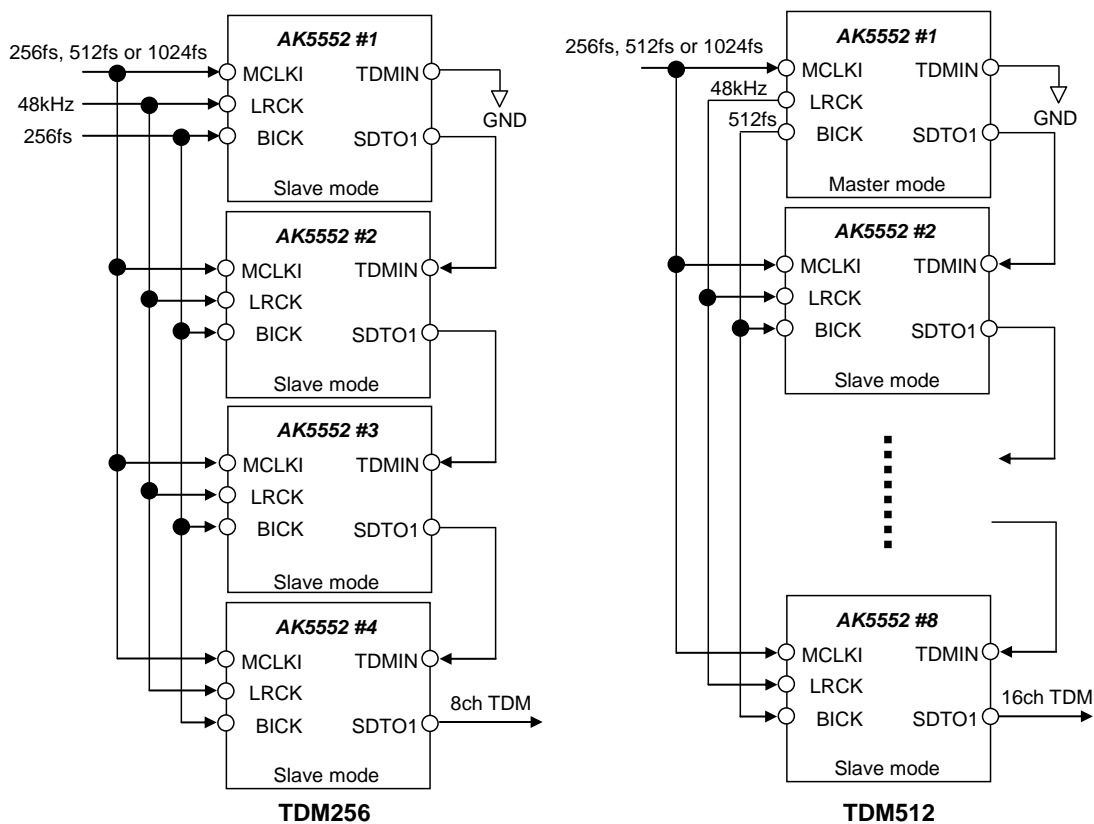 AK5552 #1
256fs, 512fs or 1024fs
MCLKI
TDMIN
48kHz
LRCK
GND
256fs
BICK
SDTO1
Slave mode
AK5552 #2
MCLKI
TDMIN
LRCK
BICK
SDTO1
Slave mode
AK5552 #3
MCLKI
TDMIN
LRCK
BICK
SDTO1
Slave mode
AK5552 #4
MCLKI
TDMIN
LRCK
8ch TDM
BICK
SDTO1
Slave mode
TDM256
AK5552 #1
256fs, 512fs or 1024fs
MCLKI
TDMIN
48kHz
LRCK
GND
512fs
BICK
SDTO1
Master mode
AK5552 #2
MCLKI
TDMIN
LRCK
BICK
SDTO1
Slave mode
AK5552 #8
MCLKI
TDMIN
LRCK
16ch TDM
BICK
SDTO1
Slave mode
TDM512